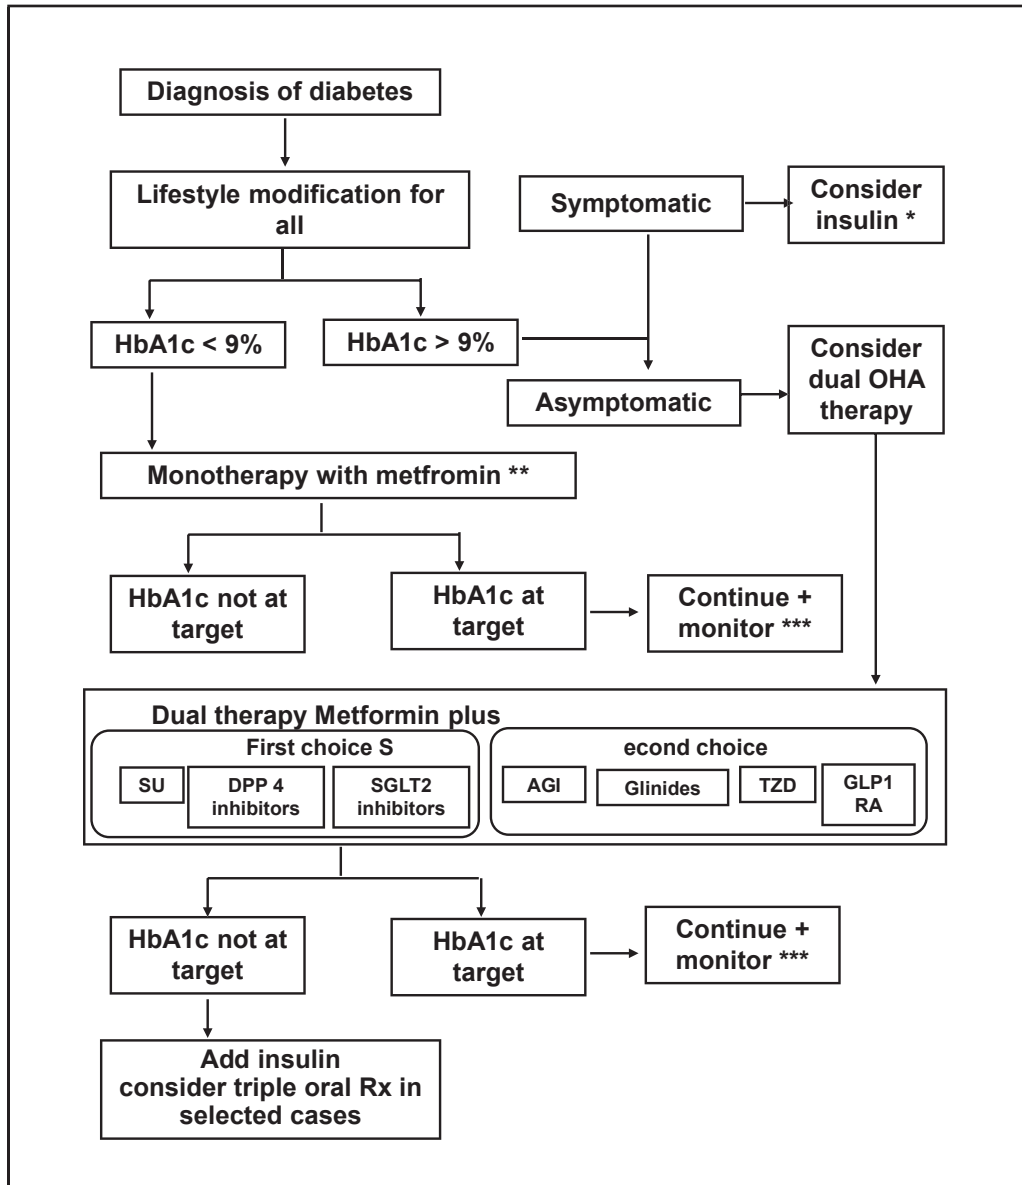 Diagnosis of diabetes
Lifestyle modification for
all
Symptomatic
Consider
insulin *
HbA1c < 9%
HbA1c > 9%
Asymptomatic
Consider
dual OHA
therapy
Monotherapy with metfromin **
HbA1c not at
target
HbA1c at
target
Continue +
monitor ***
Dual therapy Metformin plus
First choice S
econd choice
SU
DPP 4
inhibitors
SGLT2
inhibitors
AGI
Glinides
TZD
GLP1
RA
HbA1c not at
target
HbA1c at
target
Continue +
monitor ***
Add insulin
consider triple oral Rx in
selected cases